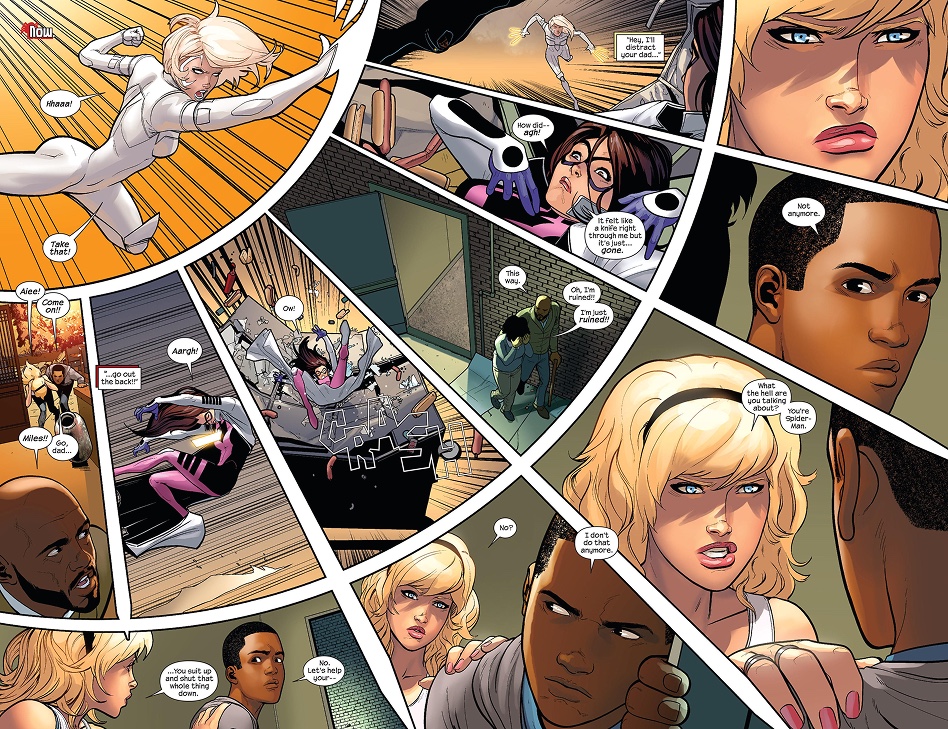 Now.
Hhaaa!
Take
that!
Aiee!
Come
on!!
Miles!!
Go,
dad...
"...go out
the back!!"
Aargh!
Ow!
CRASH
This
way.
Oh, I'm
ruined!!
I'm just
ruined!!
How did--
agh!
It felt like
a knife right
through me but
it's just...
gone.
"Hey, I'll
distract
your dad..."
...You suit up
and shut that
whole thing
down.
No.
Let's help
your--
No?
I don't
do that
anymore.
What
the hell
are you talking
about?
You're
Spider-
Man.
Not
anymore.